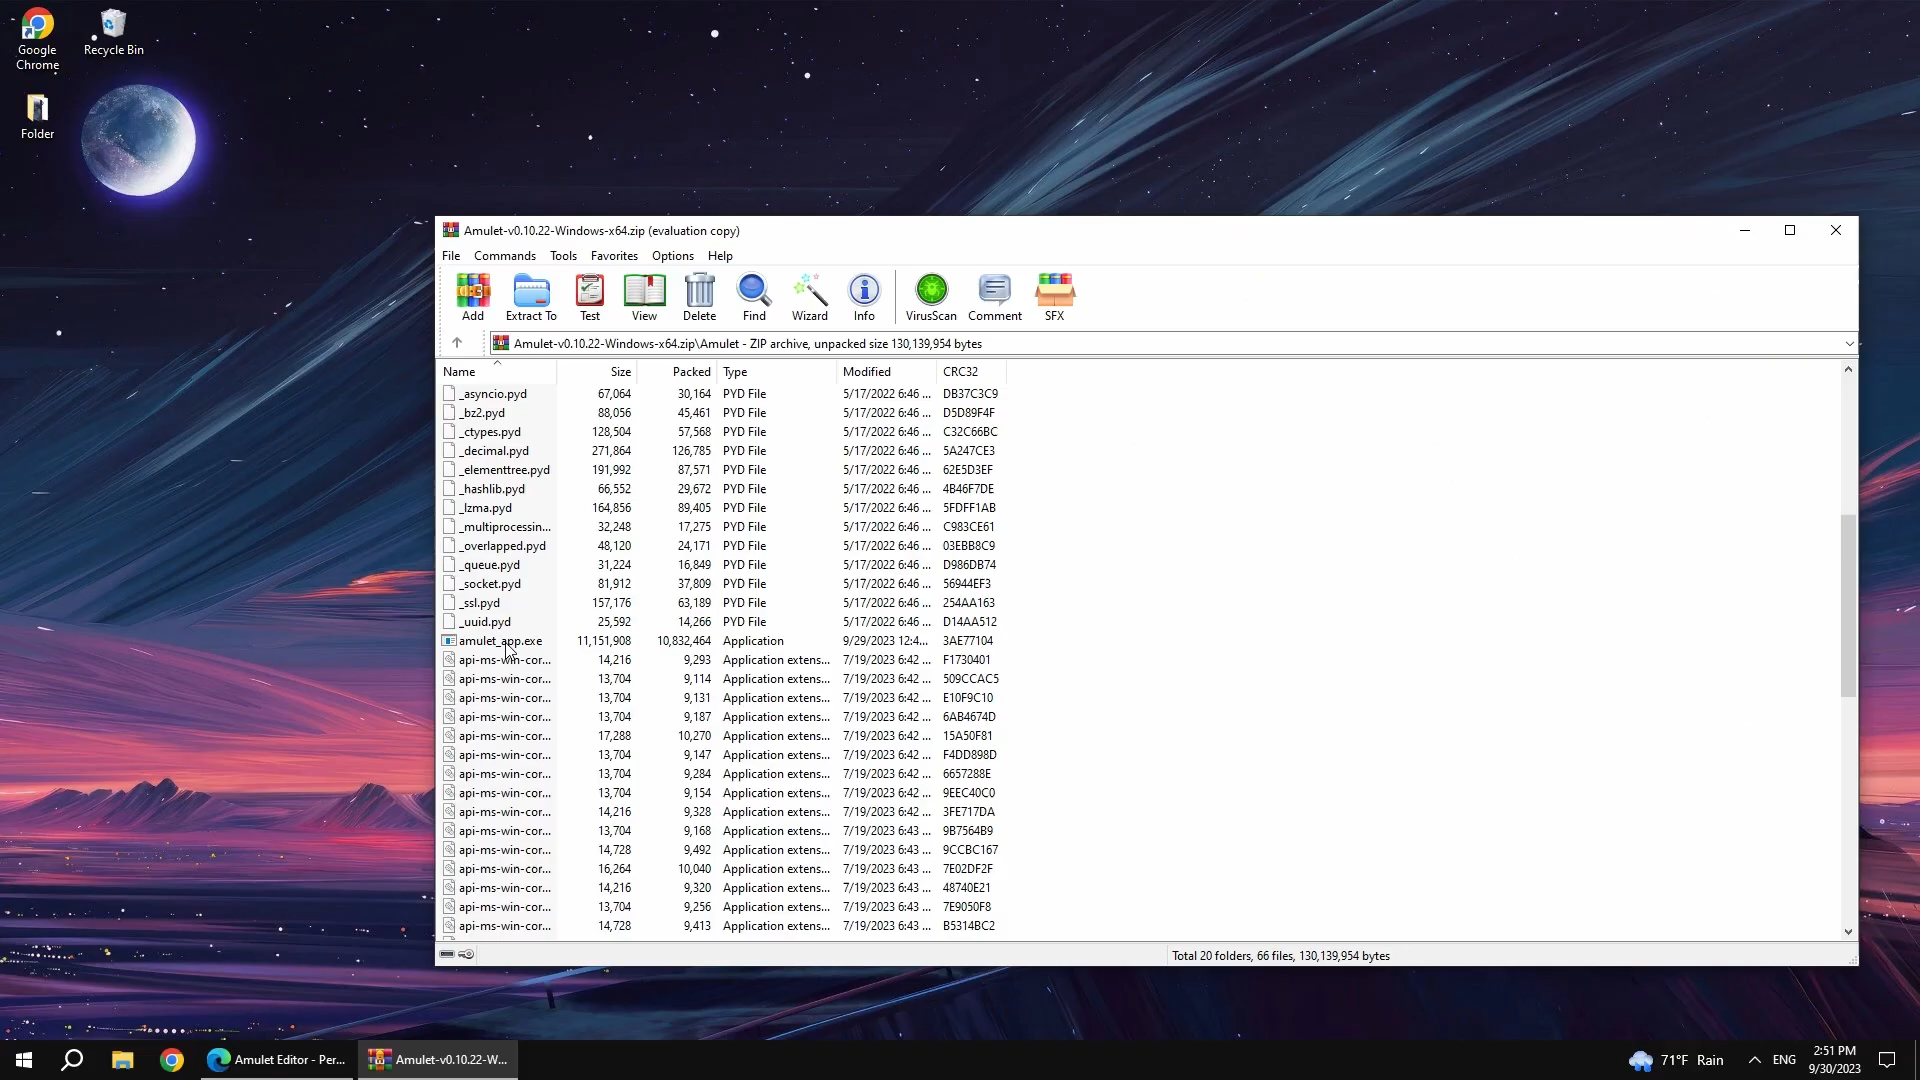 Google
Chrome
Recycle Bin
Folder
Amulet-v0.10.22-Windows-x64.zip (evaluation copy)
File Commands Tools Favorites Options Help
Add Extract To Test View Delete Find Wizard Info VirusScan Comment SFX
Amulet-v0.10.22-Windows-x64.zip\Amulet - ZIP archive, unpacked size 130,139,954 bytes
Name Size Packed Type Modified CRC32
_asyncio.pyd 67,064 30,164 PYD File 5/17/2022 6:46 ... DB37C3C9
_bz2.pyd 88,056 45,461 PYD File 5/17/2022 6:46 ... D5D89F4F
_ctypes.pyd 128,504 57,568 PYD File 5/17/2022 6:46 ... C32C66BC
_decimal.pyd 271,864 126,785 PYD File 5/17/2022 6:46 ... 5A247CE3
_elementtree.pyd 191,992 87,571 PYD File 5/17/2022 6:46 ... 62E5D3EF
_hashlib.pyd 66,552 29,672 PYD File 5/17/2022 6:46 ... 4B46F7DE
_lzma.pyd 164,856 89,405 PYD File 5/17/2022 6:46 ... 5FDFF1AB
_multiprocessin... 32,248 17,275 PYD File 5/17/2022 6:46 ... C983CE61
_overlapped.pyd 48,120 24,171 PYD File 5/17/2022 6:46 ... 03EBB8C9
_queue.pyd 31,224 16,849 PYD File 5/17/2022 6:46 ... D986DB74
_socket.pyd 81,912 37,809 PYD File 5/17/2022 6:46 ... 56944EF3
_ssl.pyd 157,176 63,189 PYD File 5/17/2022 6:46 ... 254AA163
_uuid.pyd 25,592 14,266 PYD File 5/17/2022 6:46 ... D14AA512
amulet_app.exe 11,151,908 10,832,464 Application 9/29/2023 12:4... 3AE77104
api-ms-win-cor... 14,216 9,293 Application extens... 7/19/2023 6:42 ... F1730401
api-ms-win-cor... 13,704 9,114 Application extens... 7/19/2023 6:42 ... 509CCAC5
api-ms-win-cor... 13,704 9,131 Application extens... 7/19/2023 6:42 ... E10F9C10
api-ms-win-cor... 13,704 9,187 Application extens... 7/19/2023 6:42 ... 6AB4674D
api-ms-win-cor... 17,288 10,270 Application extens... 7/19/2023 6:42 ... 15A50F81
api-ms-win-cor... 13,704 9,147 Application extens... 7/19/2023 6:42 ... F4DD898D
api-ms-win-cor... 13,704 9,284 Application extens... 7/19/2023 6:42 ... 6657288E
api-ms-win-cor... 13,704 9,154 Application extens... 7/19/2023 6:42 ... 9EEC40C0
api-ms-win-cor... 14,216 9,328 Application extens... 7/19/2023 6:42 ... 3FE717DA
api-ms-win-cor... 13,704 9,168 Application extens... 7/19/2023 6:43 ... 9B7564B9
api-ms-win-cor... 14,728 9,492 Application extens... 7/19/2023 6:43 ... 9CCBC167
api-ms-win-cor... 16,264 10,040 Application extens... 7/19/2023 6:43 ... 7E02DF2F
api-ms-win-cor... 14,216 9,320 Application extens... 7/19/2023 6:43 ... 48740E21
api-ms-win-cor... 13,704 9,256 Application extens... 7/19/2023 6:43 ... 7E9050F8
api-ms-win-cor... 14,728 9,413 Application extens... 7/19/2023 6:43 ... B5314BC2
Total 20 folders, 66 files, 130,139,954 bytes
Amulet Editor - Per... Amulet-v0.10.22-W... 71°F Rain ENG 2:51 PM
9/30/2023